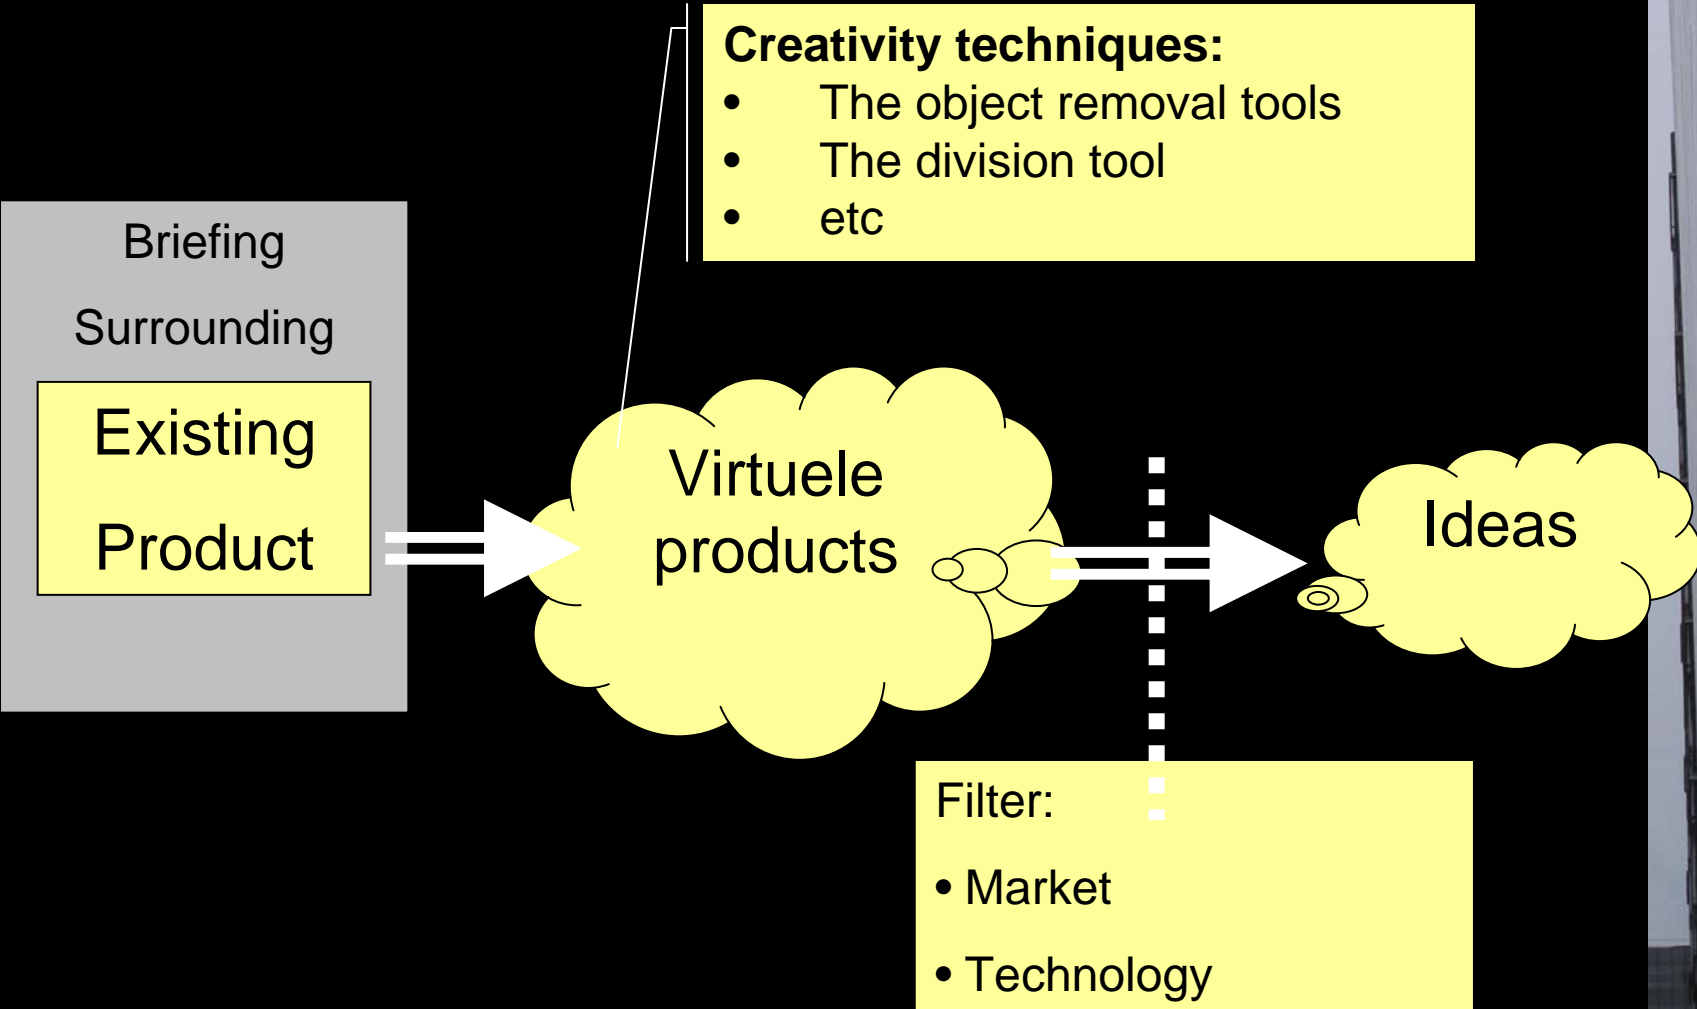 Creativity techniques:
• The object removal tools
• The division tool
• etc
Briefing
Surrounding
Existing
Product
Virtuele
products
Ideas
Filter:
• Market
• Technology